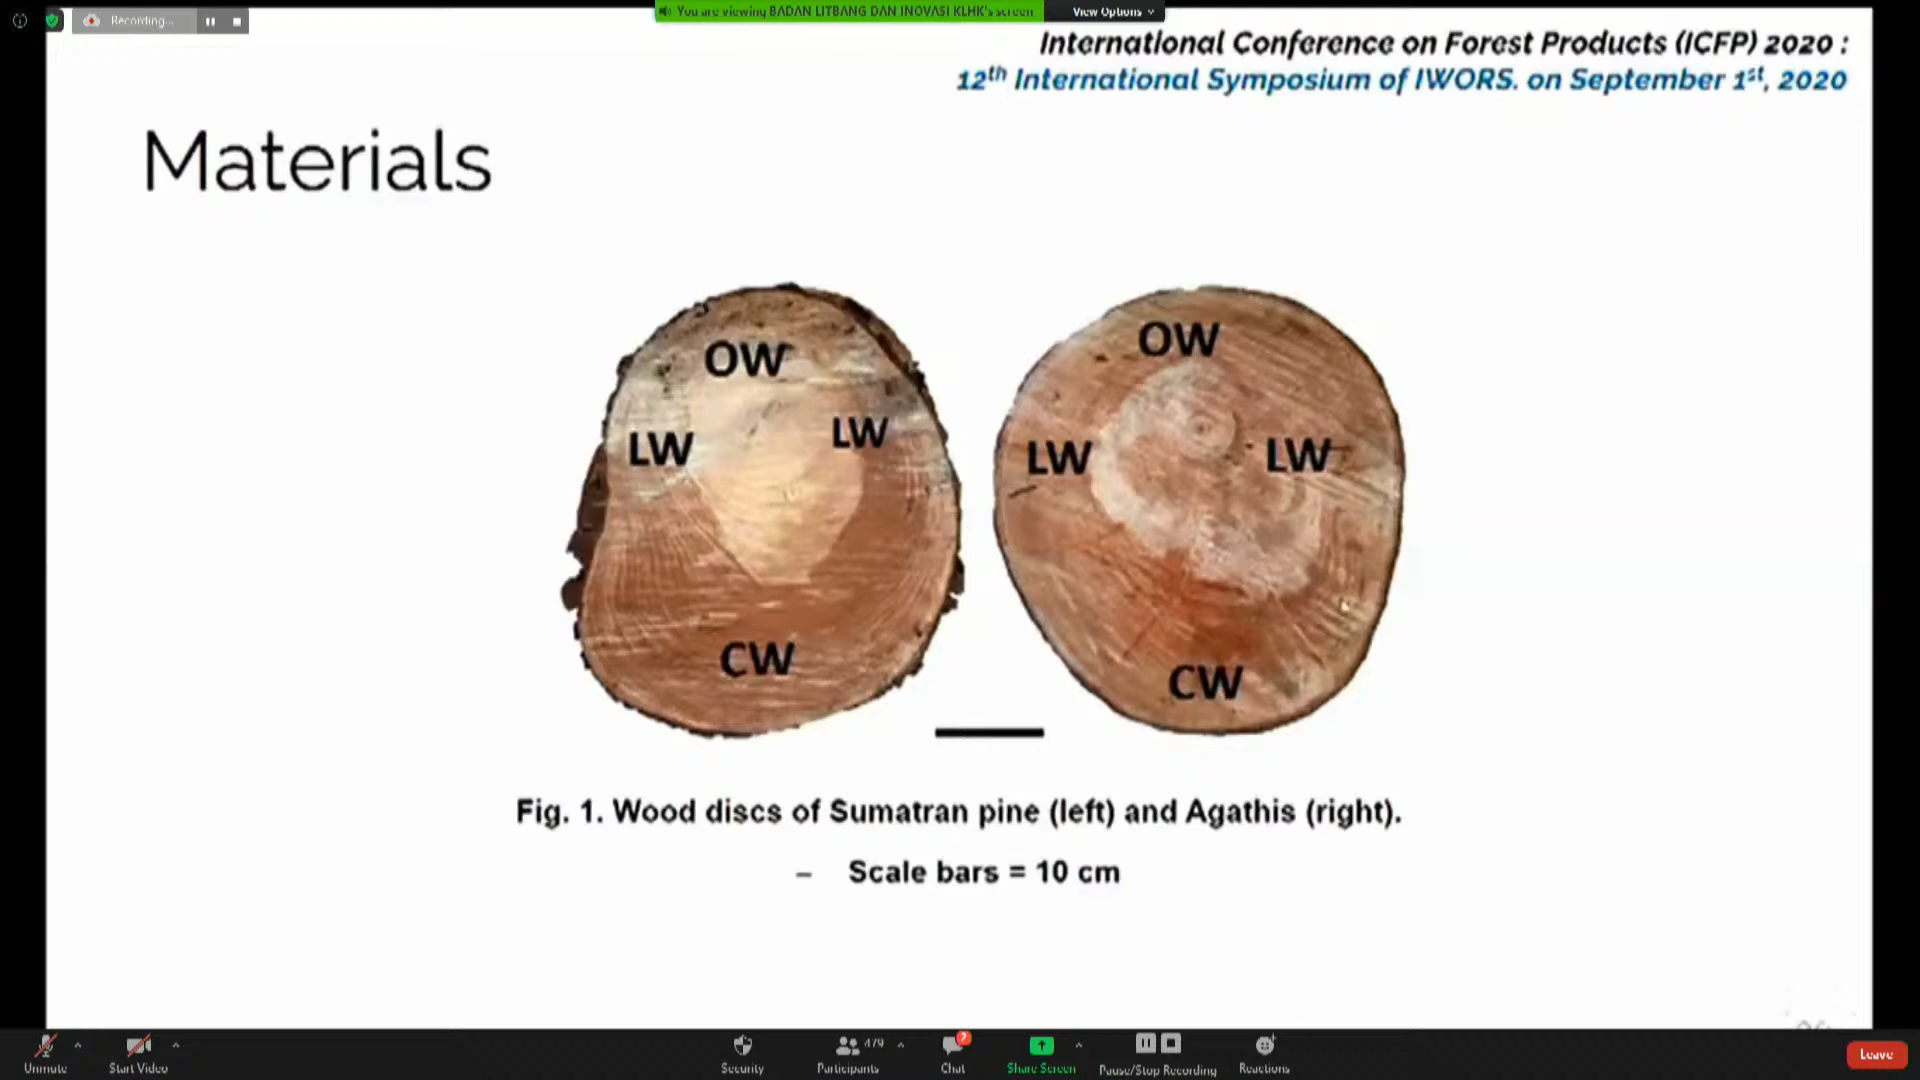 Recording...
You are viewing BADAN LITBANG DAN INOVASI KLHK's screen
View Options
International Conference on Forest Products (ICFP) 2020 :
12th International Symposium of IWORS. on September 1st, 2020
Materials
OW
LW
LW
CW
OW
LW
LW
CW
Fig. 1. Wood discs of Sumatran pine (left) and Agathis (right).
– Scale bars = 10 cm
Unmute
Start Video
Security
Participants
479
Chat
Share Screen
Pause/Stop Recording
Reactions
Leave